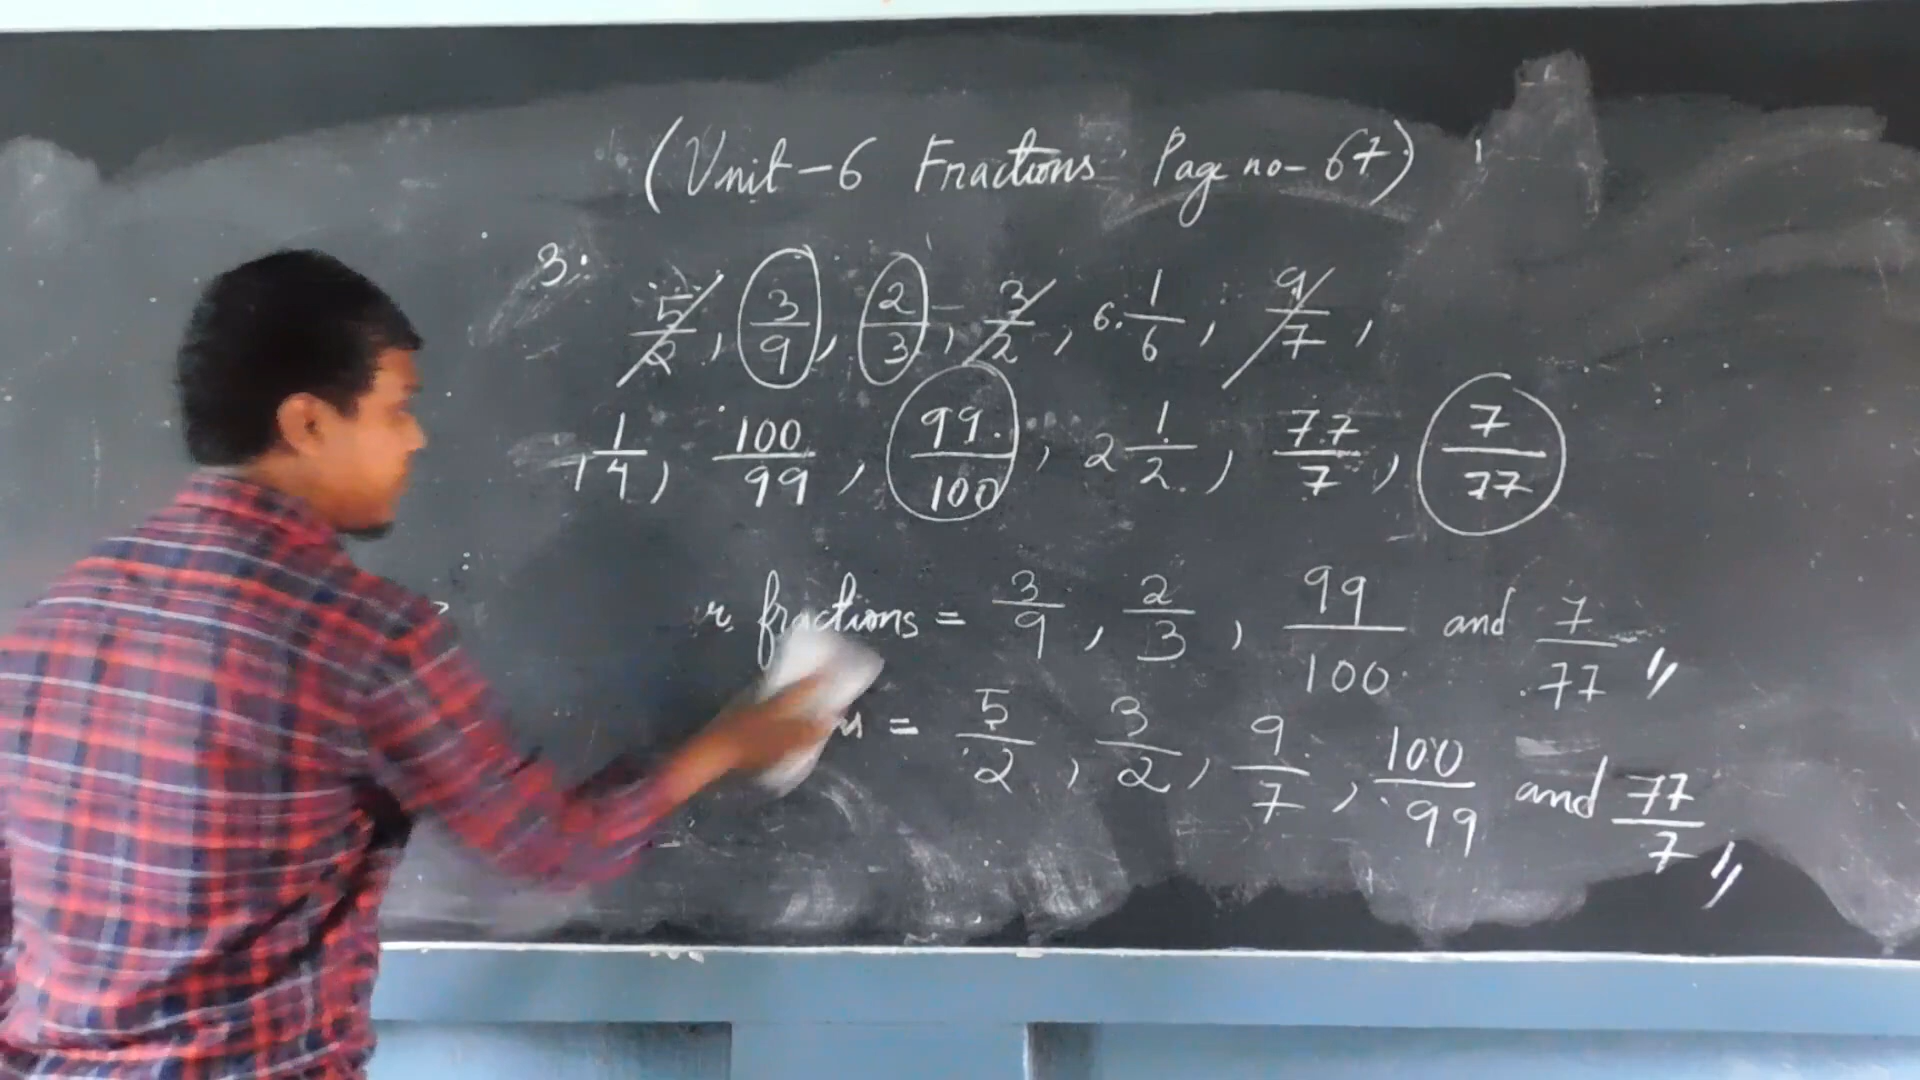 (Unit-6 Fractions Page no-67)
3. 5/2, 3/9, 2/3, 3/2, 6 1/6, 9/7,
1 1/4, 100/99, 99/100, 2 1/2, 77/7, 7/77
r fractions = 3/9, 2/3, 99/100 and 7/77 //
= 5/2, 3/2, 9/7, 100/99 and 77/7 //